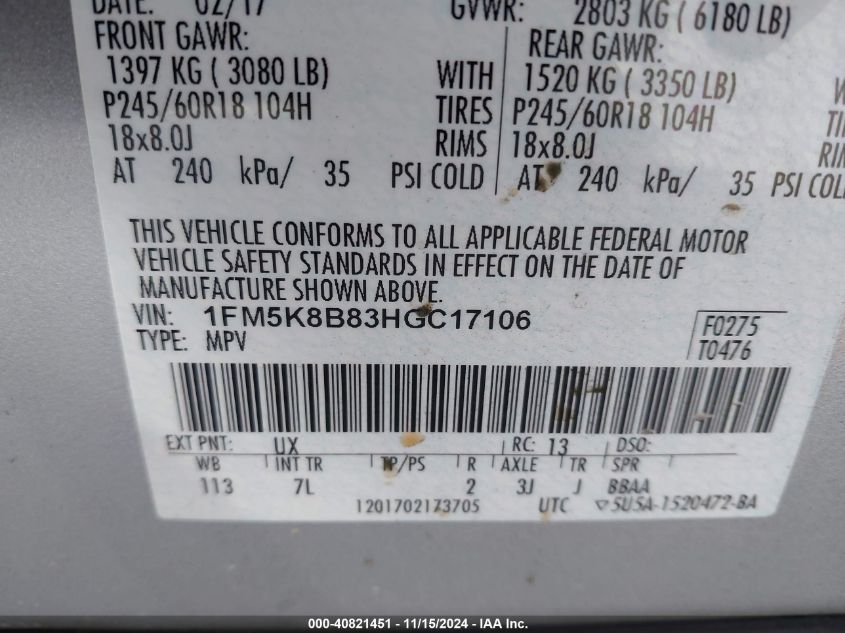 DATE: 02/17 GVWR: 2803 KG ( 6180 LB)
FRONT GAWR: REAR GAWR:
1397 KG ( 3080 LB) WITH 1520 KG ( 3350 LB)
P245/60R18 104H TIRES P245/60R18 104H
18x8.0J RIMS 18x8.0J
AT 240 kPa/ 35 PSI COLD AT 240 kPa/ 35 PSI COL
THIS VEHICLE CONFORMS TO ALL APPLICABLE FEDERAL MOTOR
VEHICLE SAFETY STANDARDS IN EFFECT ON THE DATE OF
MANUFACTURE SHOWN ABOVE.
VIN: 1FM5K8B83HGC17106 F0275
TYPE: MPV T0476
EXT PNT: UX RC: 13 DSO:
WB INT TR TP/PS R AXLE TR SPR
113 7L 2 3J J BBAA
1201702173705 UTC ▽5U5A-1520472-BA
000-40821451 - 11/15/2024 - IAA Inc.